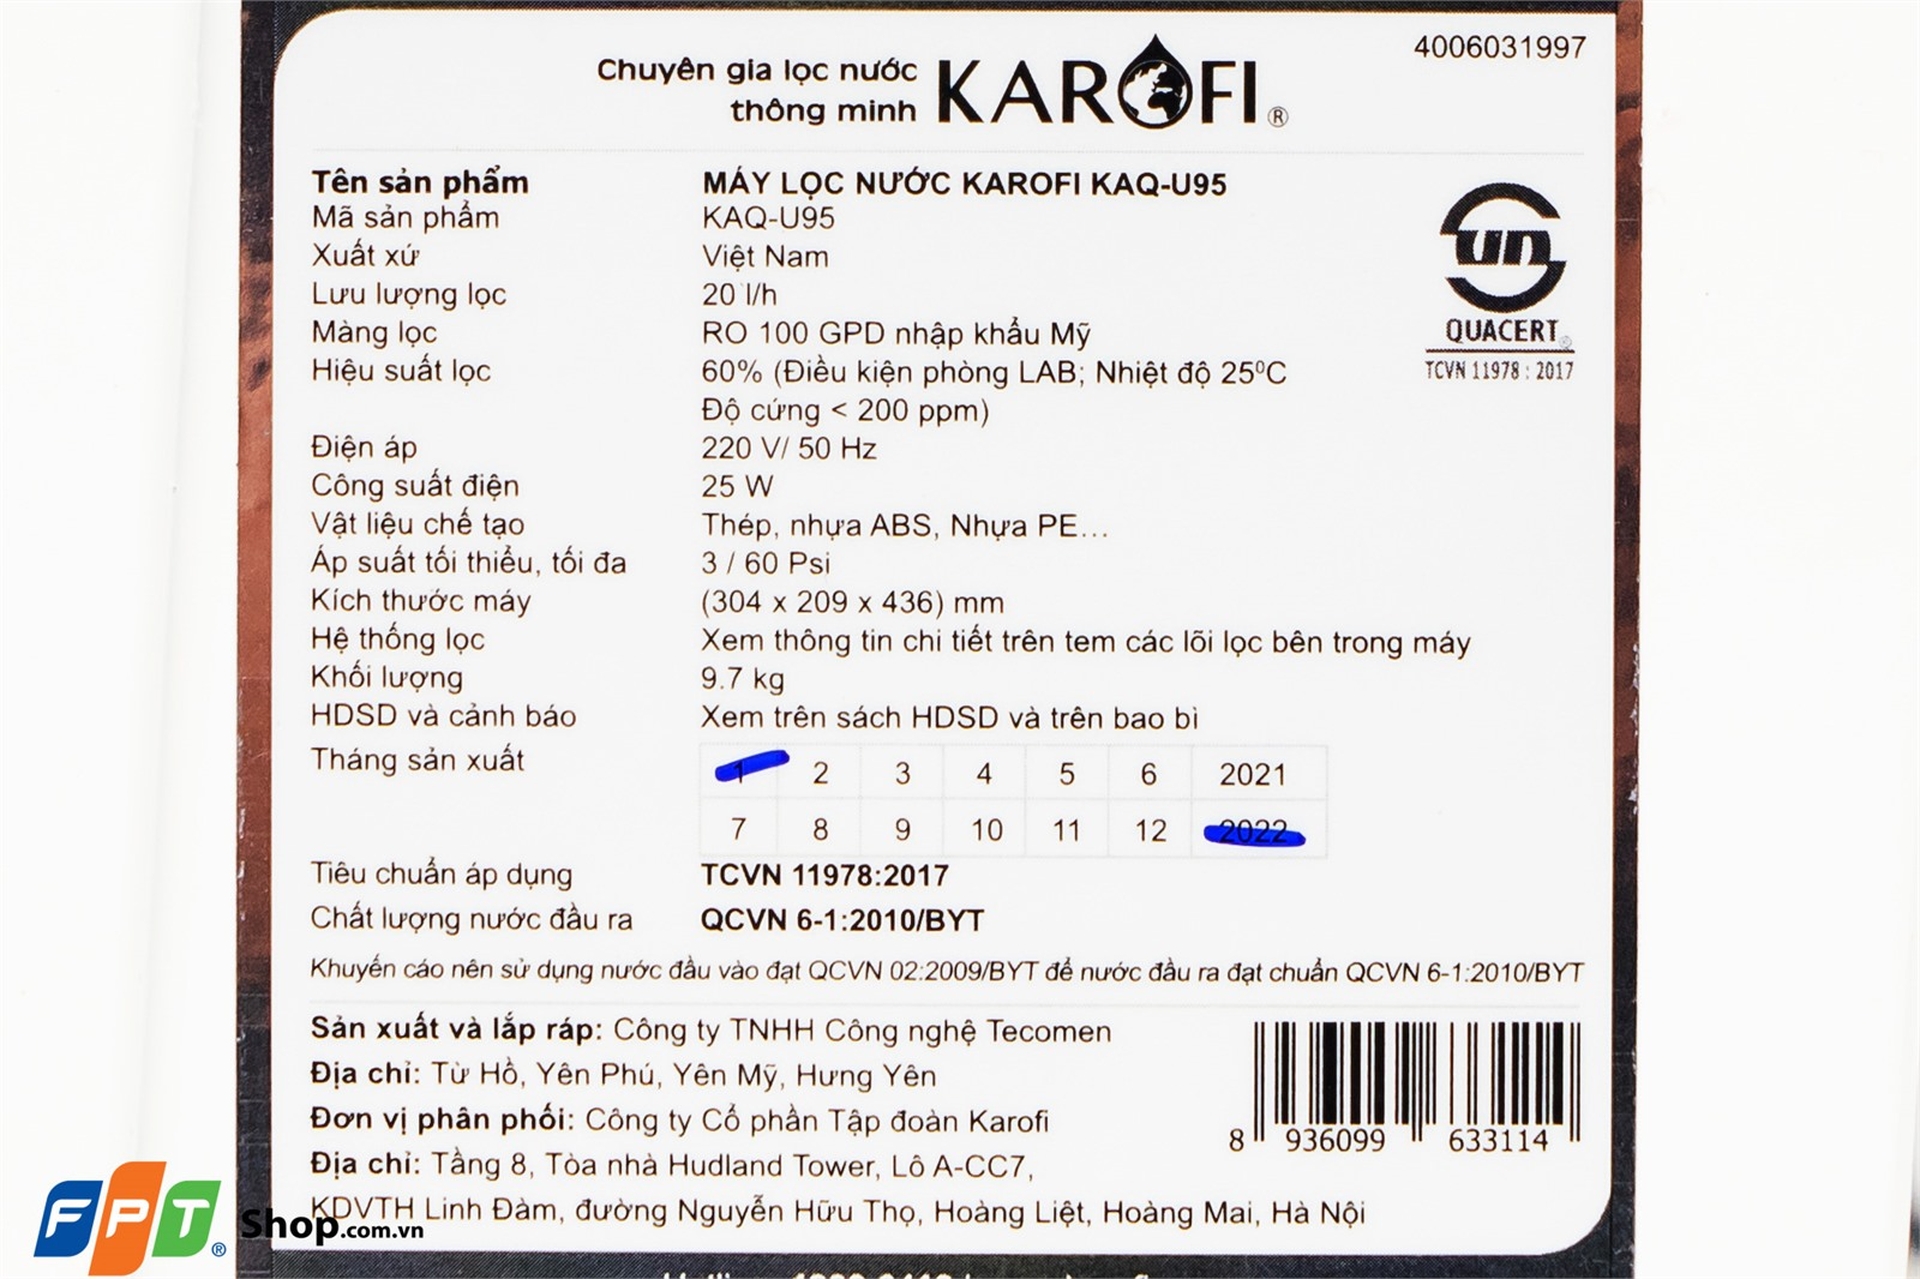 Chuyên gia lọc nước
thông minh
KAROFI®
4006031997
Tên sản phẩm MÁY LỌC NƯỚC KAROFI KAQ-U95
Mã sản phẩm KAQ-U95
Xuất xứ Việt Nam
Lưu lượng lọc 20 l/h
Màng lọc RO 100 GPD nhập khẩu Mỹ
Hiệu suất lọc 60% (Điều kiện phòng LAB; Nhiệt độ 25ºC
Độ cứng < 200 ppm)
un
QUACERT®
TCVN 11978 : 2017
Điện áp 220 V/ 50 Hz
Công suất điện 25 W
Vật liệu chế tạo Thép, nhựa ABS, Nhựa PE...
Áp suất tối thiểu, tối đa 3 / 60 Psi
Kích thước máy (304 x 209 x 436) mm
Hệ thống lọc Xem thông tin chi tiết trên tem các lõi lọc bên trong máy
Khối lượng 9.7 kg
HDSD và cảnh báo Xem trên sách HDSD và trên bao bì
Tháng sản xuất 1 2 3 4 5 6 2021
7 8 9 10 11 12 2022
Tiêu chuẩn áp dụng TCVN 11978:2017
Chất lượng nước đầu ra QCVN 6-1:2010/BYT
Khuyến cáo nên sử dụng nước đầu vào đạt QCVN 02:2009/BYT để nước đầu ra đạt chuẩn QCVN 6-1:2010/BYT
Sản xuất và lắp ráp: Công ty TNHH Công nghệ Tecomen
Địa chỉ: Từ Hồ, Yên Phú, Yên Mỹ, Hưng Yên
Đơn vị phân phối: Công ty Cổ phần Tập đoàn Karofi
Địa chỉ: Tầng 8, Tòa nhà Hudland Tower, Lô A-CC7,
KDVTH Linh Đàm, đường Nguyễn Hữu Thọ, Hoàng Liệt, Hoàng Mai, Hà Nội
8 936099 633114
FPT® Shop.com.vn